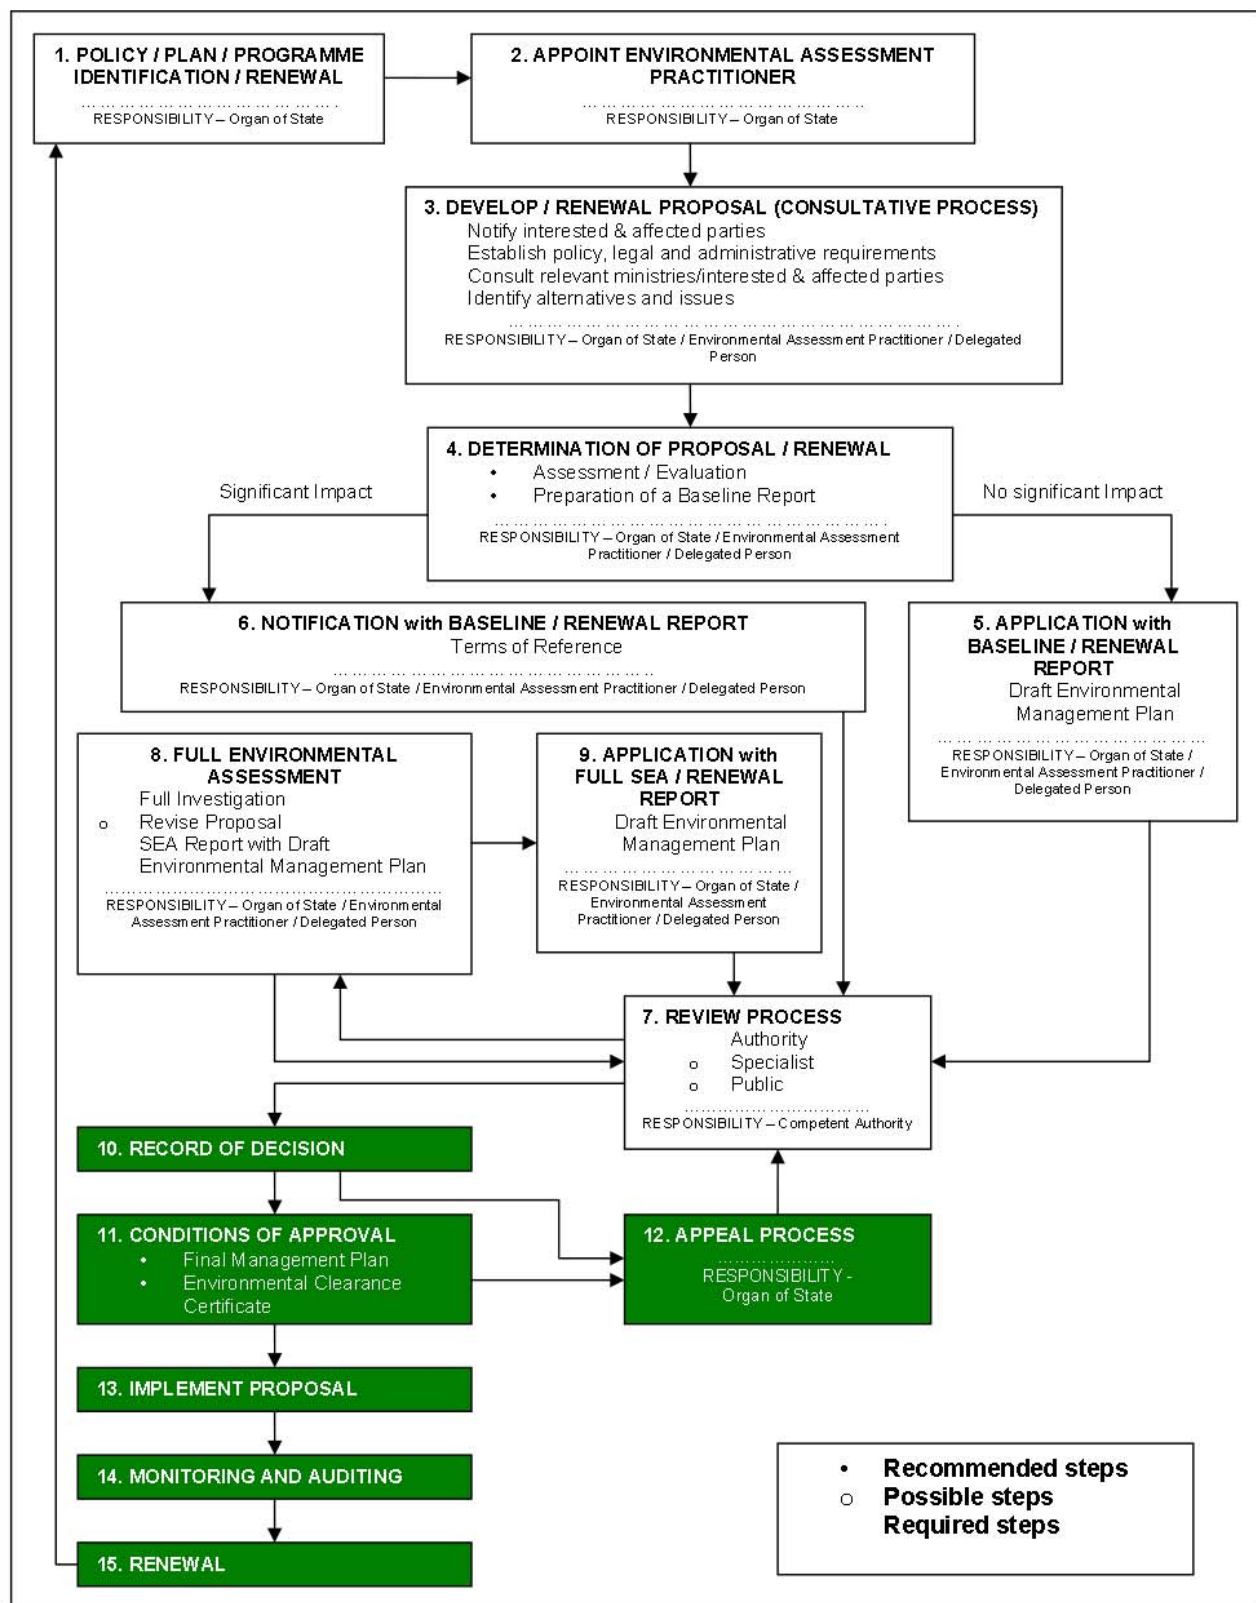 1. POLICY / PLAN / PROGRAMME
IDENTIFICATION / RENEWAL
RESPONSIBILITY – Organ of State
2. APPOINT ENVIRONMENTAL ASSESSMENT
PRACTITIONER
RESPONSIBILITY – Organ of State
3. DEVELOP / RENEWAL PROPOSAL (CONSULTATIVE PROCESS)
Notify interested & affected parties
Establish policy, legal and administrative requirements
Consult relevant ministries/interested & affected parties
Identify alternatives and issues
RESPONSIBILITY – Organ of State / Environmental Assessment Practitioner / Delegated
Person
4. DETERMINATION OF PROPOSAL / RENEWAL
• Assessment / Evaluation
• Preparation of a Baseline Report
RESPONSIBILITY – Organ of State / Environmental Assessment
Practitioner / Delegated Person
Significant Impact
No significant Impact
6. NOTIFICATION with BASELINE / RENEWAL REPORT
Terms of Reference
RESPONSIBILITY – Organ of State / Environmental Assessment Practitioner / Delegated Person
5. APPLICATION with
BASELINE / RENEWAL
REPORT
Draft Environmental
Management Plan
RESPONSIBILITY – Organ of State /
Environmental Assessment Practitioner /
Delegated Person
8. FULL ENVIRONMENTAL
ASSESSMENT
Full Investigation
o Revise Proposal
SEA Report with Draft
Environmental Management Plan
RESPONSIBILITY – Organ of State / Environmental
Assessment Practitioner / Delegated Person
9. APPLICATION with
FULL SEA / RENEWAL
REPORT
Draft Environmental
Management Plan
RESPONSIBILITY – Organ of State /
Environmental Assessment
Practitioner / Delegated Person
7. REVIEW PROCESS
Authority
o Specialist
o Public
RESPONSIBILITY – Competent Authority
10. RECORD OF DECISION
11. CONDITIONS OF APPROVAL
• Final Management Plan
• Environmental Clearance
Certificate
12. APPEAL PROCESS
RESPONSIBILITY -
Organ of State
13. IMPLEMENT PROPOSAL
14. MONITORING AND AUDITING
15. RENEWAL
• Recommended steps
o Possible steps
Required steps